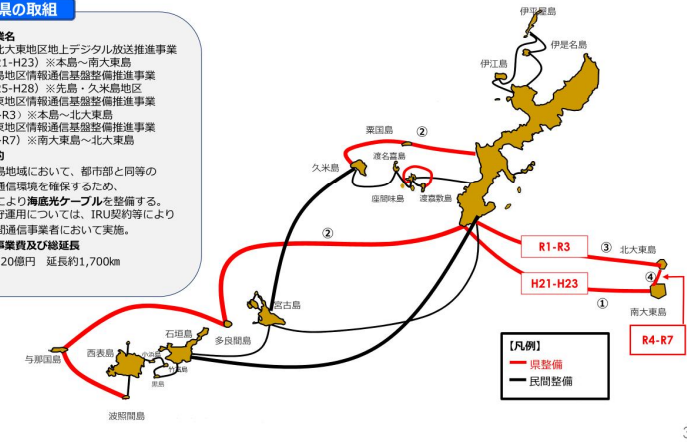 県の取組
業名
北大東地区地上デジタル放送推進事業
21-H23）※本島～南大東島
島地区情報通信基盤整備推進事業
25-H28）※先島・久米島地区
東地区情報通信基盤整備推進事業
-R3）※本島～北大東島
東地区情報通信基盤整備推進事業
-R7）※南大東島～北大東島
的
島地域において、都市部と同等の
通信環境を確保するため、
により海底光ケーブルを整備する。
守運用については、IRU契約等により
間通信事業者において実施。
事業費及び総延長
20億円　延長約1,700km
伊平屋島
伊是名島
伊江島
粟国島
②
久米島
渡名喜島
座間味島
渡嘉敷島
②
R1-R3
③
北大東島
④
H21-H23
①
南大東島
R4-R7
宮古島
多良間島
石垣島
西表島
小浜島
竹富島
黒島
与那国島
波照間島
【凡例】
県整備
民間整備